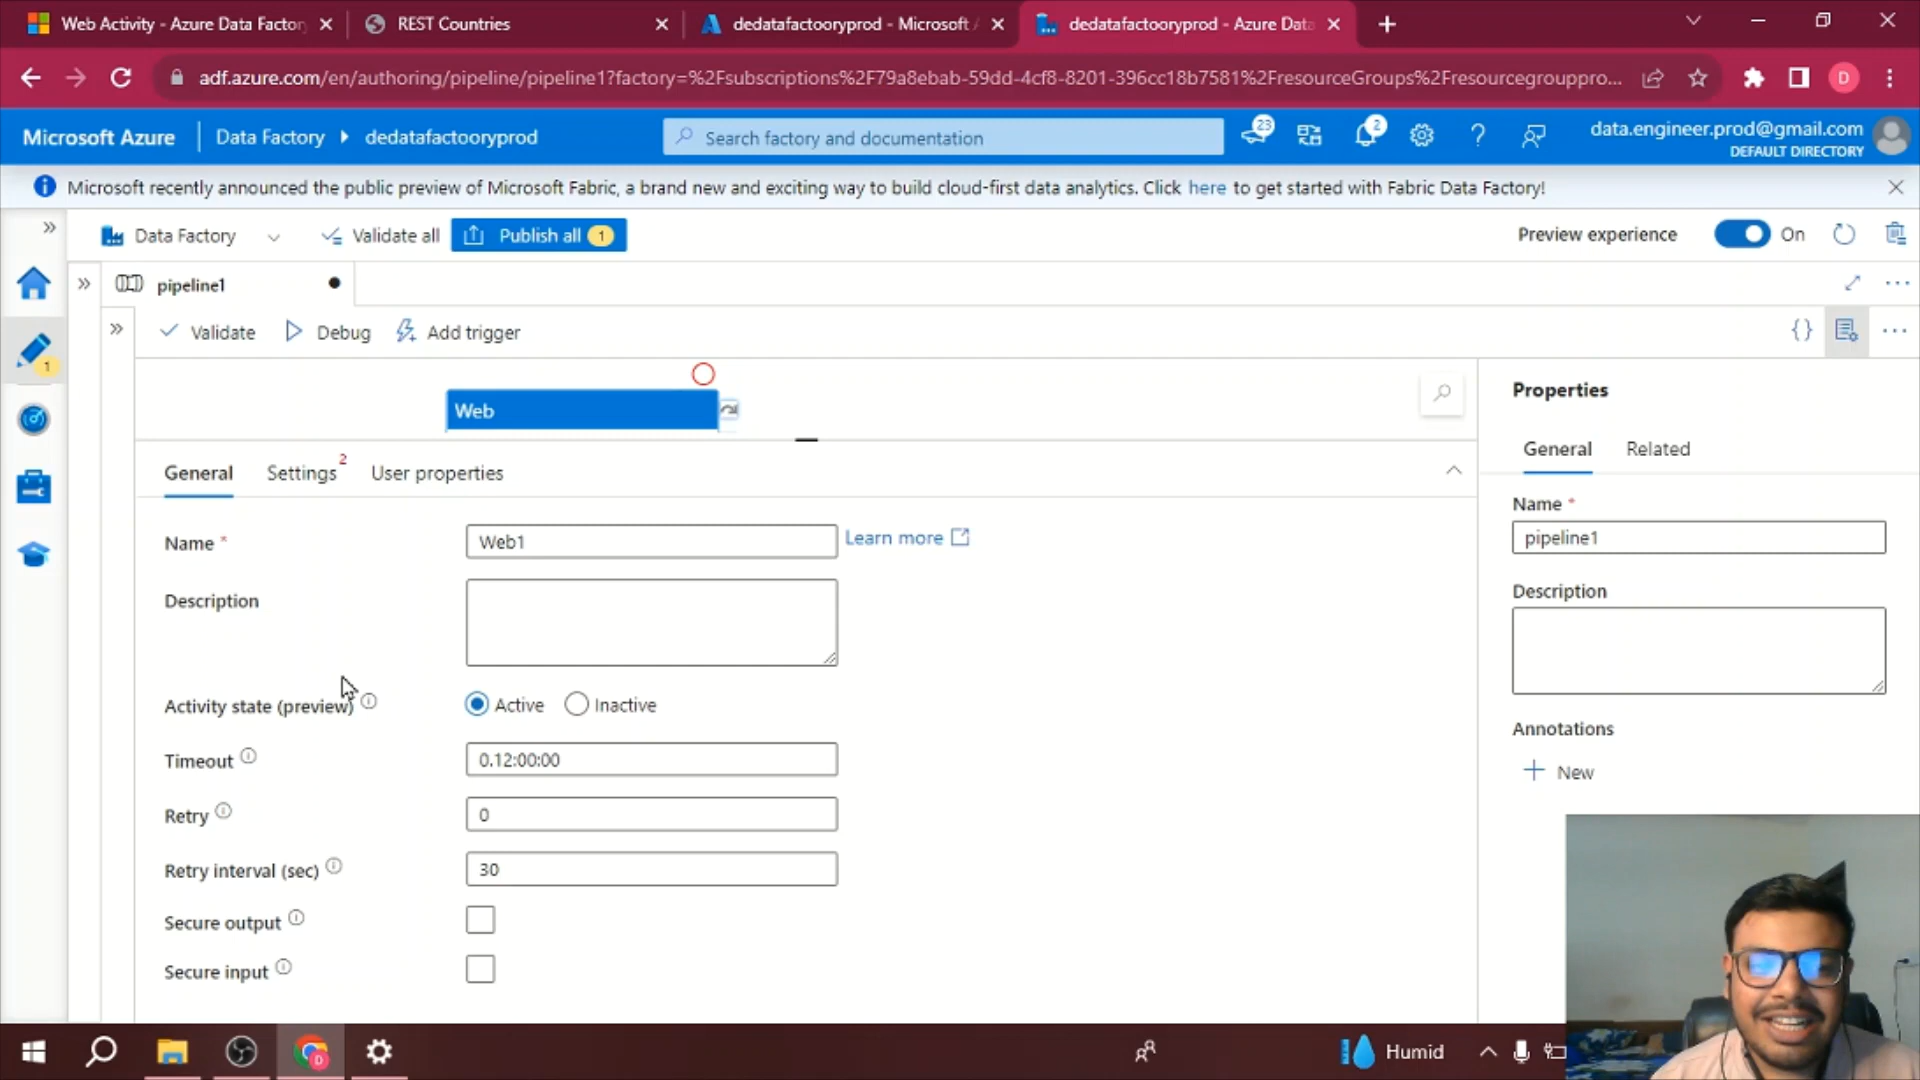 Web Activity - Azure Data Factor
REST Countries
dedatafactooryprod - Microsoft A
dedatafactooryprod - Azure Data
adf.azure.com/en/authoring/pipeline/pipeline1?factory=%2Fsubscriptions%2F79a8ebab-59dd-4cf8-8201-396cc18b7581%2FresourceGroups%2Fresourcegrouppro...
D
Microsoft Azure
Data Factory
dedatafactooryprod
Search factory and documentation
23
2
data.engineer.prod@gmail.com
DEFAULT DIRECTORY
Microsoft recently announced the public preview of Microsoft Fabric, a brand new and exciting way to build cloud-first data analytics. Click here to get started with Fabric Data Factory!
Data Factory
Validate all
Publish all 1
Preview experience
On
pipeline1
1
Validate
Debug
Add trigger
{}
Web
Properties
General
Related
General
Settings 2
User properties
Name *
pipeline1
Name *
Web1
Learn more
Description
Description
Activity state (preview)
Active
Inactive
Annotations
New
Timeout
0.12:00:00
Retry
0
Retry interval (sec)
30
Secure output
Secure input
D
Humid